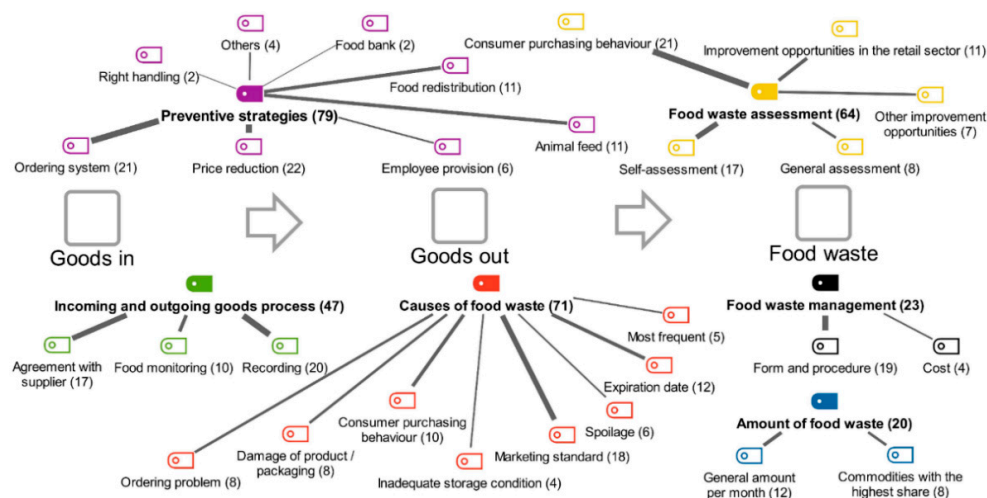 Others (4)
Food bank (2)
Right handling (2)
Food redistribution (11)
Preventive strategies (79)
Animal feed (11)
Ordering system (21)
Price reduction (22)
Employee provision (6)
Consumer purchasing behaviour (21)
Improvement opportunities in the retail sector (11)
Food waste assessment (64)
Other improvement
opportunities (7)
Self-assessment (17)
General assessment (8)
Goods in
Goods out
Food waste
Incoming and outgoing goods process (47)
Agreement with
supplier (17)
Food monitoring (10)
Recording (20)
Causes of food waste (71)
Most frequent (5)
Expiration date (12)
Consumer purchasing
behaviour (10)
Spoilage (6)
Damage of product /
packaging (8)
Marketing standard (18)
Ordering problem (8)
Inadequate storage condition (4)
Food waste management (23)
Form and procedure (19)
Cost (4)
Amount of food waste (20)
General amount
per month (12)
Commodities with the
highest share (8)